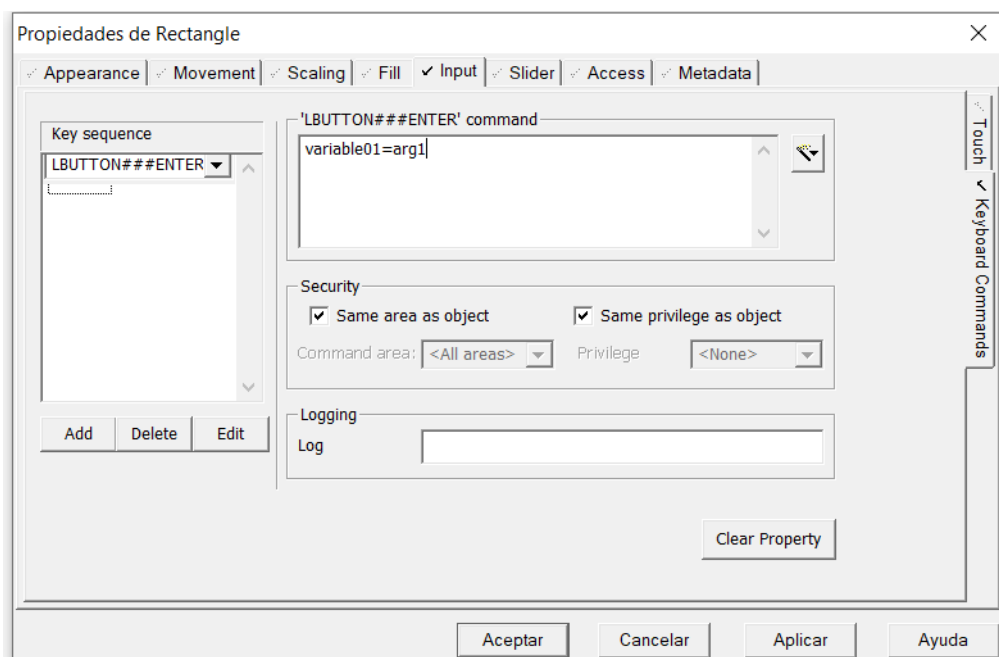 Propiedades de Rectangle
Appearance Movement Scaling Fill Input Slider Access Metadata
Key sequence
LBUTTON###ENTER
Add Delete Edit
'LBUTTON###ENTER' command
variable01=arg1
Security
Same area as object Same privilege as object
Command area: <All areas> Privilege <None>
Logging
Log
Clear Property
Touch
Keyboard Commands
Aceptar Cancelar Aplicar Ayuda